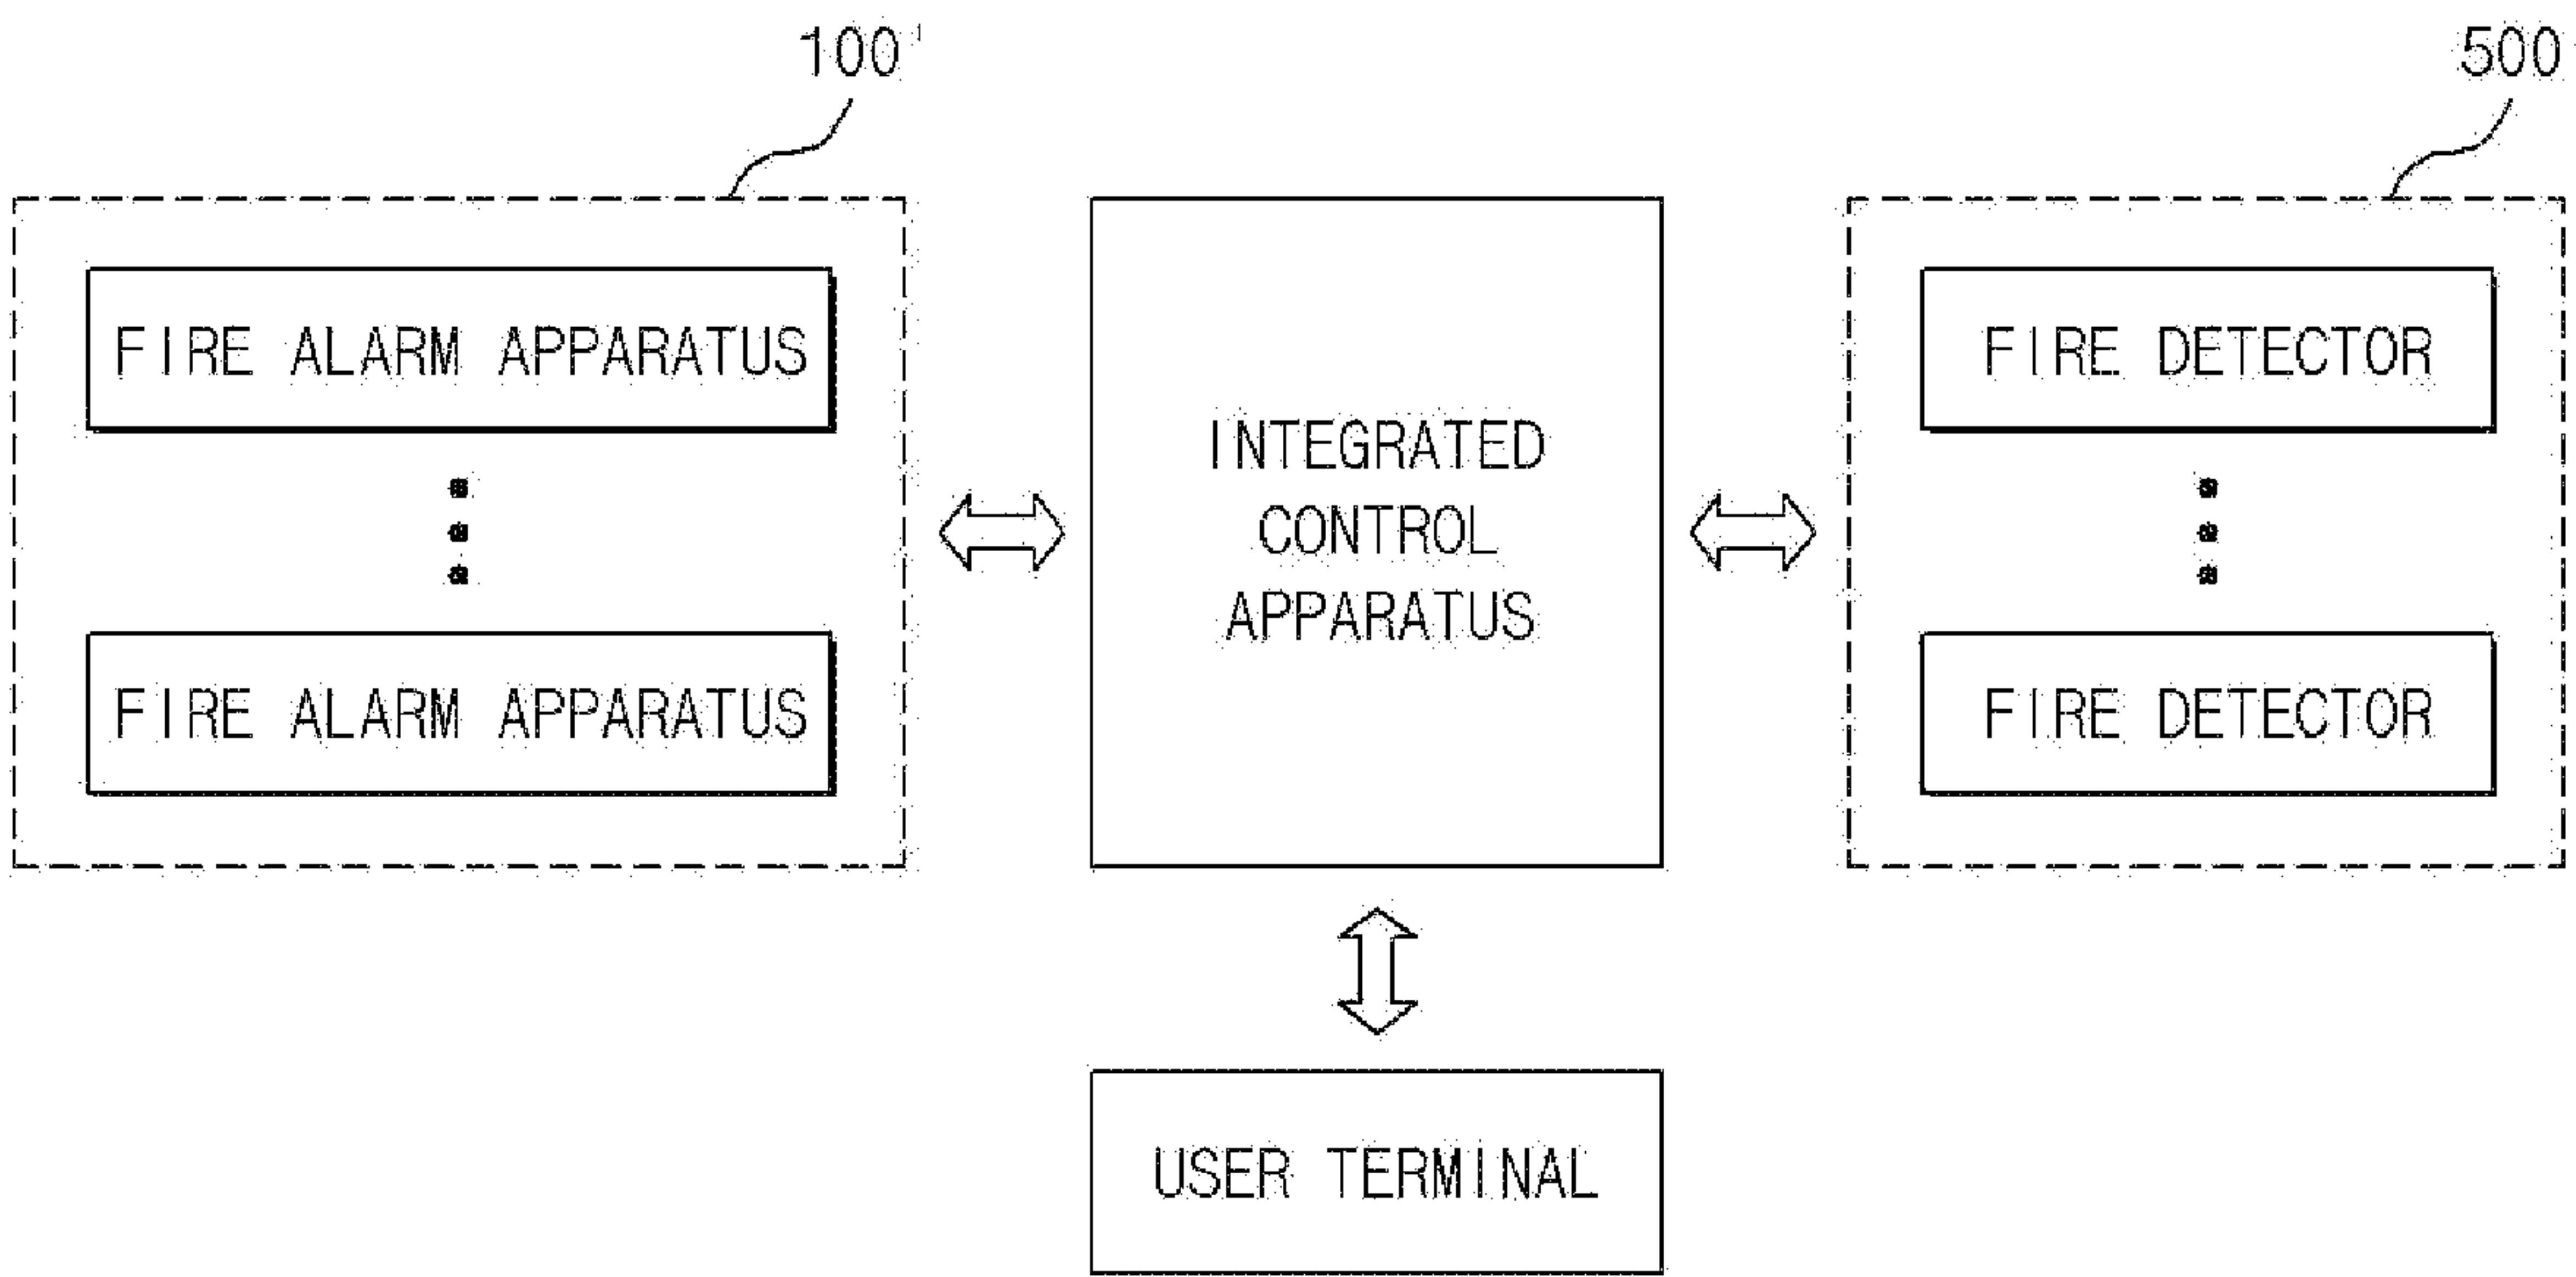 100'
500
FIRE ALARM APPARATUS
FIRE ALARM APPARATUS
INTEGRATED
CONTROL
APPARATUS
FIRE DETECTOR
FIRE DETECTOR
USER TERMINAL